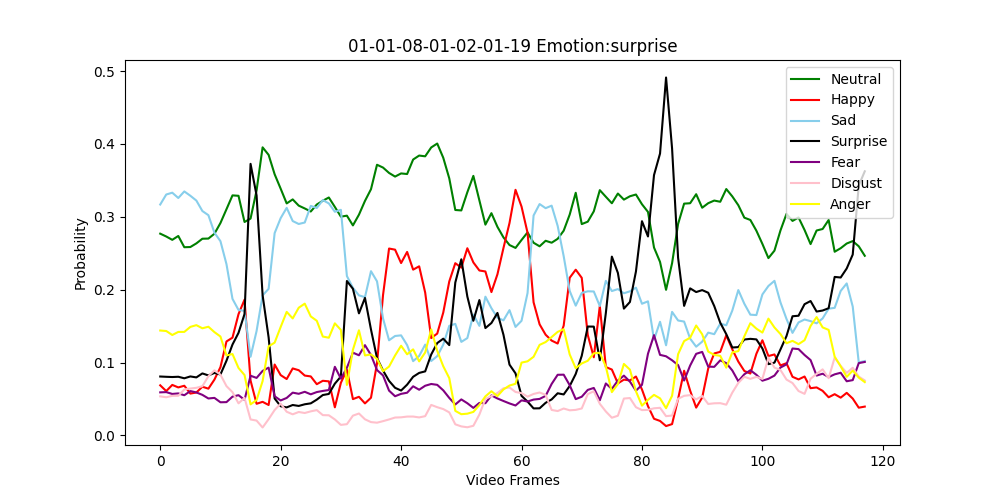 01-01-08-01-02-01-19 Emotion:surprise
Neutral
Happy
Sad
Surprise
Fear
Disgust
Anger
0.5
0.4
0.3
0.2
0.1
0.0
Probability
0 20 40 60 80 100 120
Video Frames